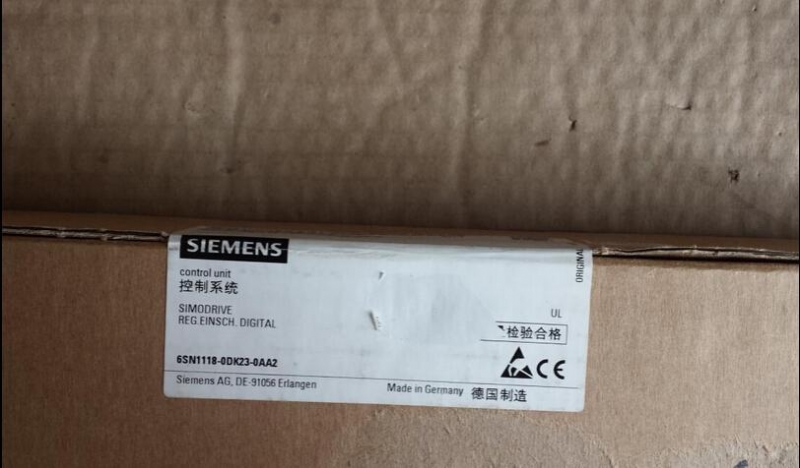 SIEMENS
ORIGINAL
control unit
控制系统
SIMODRIVE
REG.EINSCH. DIGITAL
UL
检验合格
6SN1118-0DK23-0AA2
CE
Siemens AG, DE-91056 Erlangen
Made in Germany 德国制造